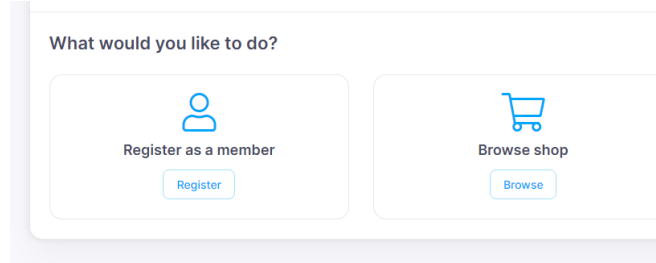 What would you like to do?
Register as a member
Register
Browse shop
Browse